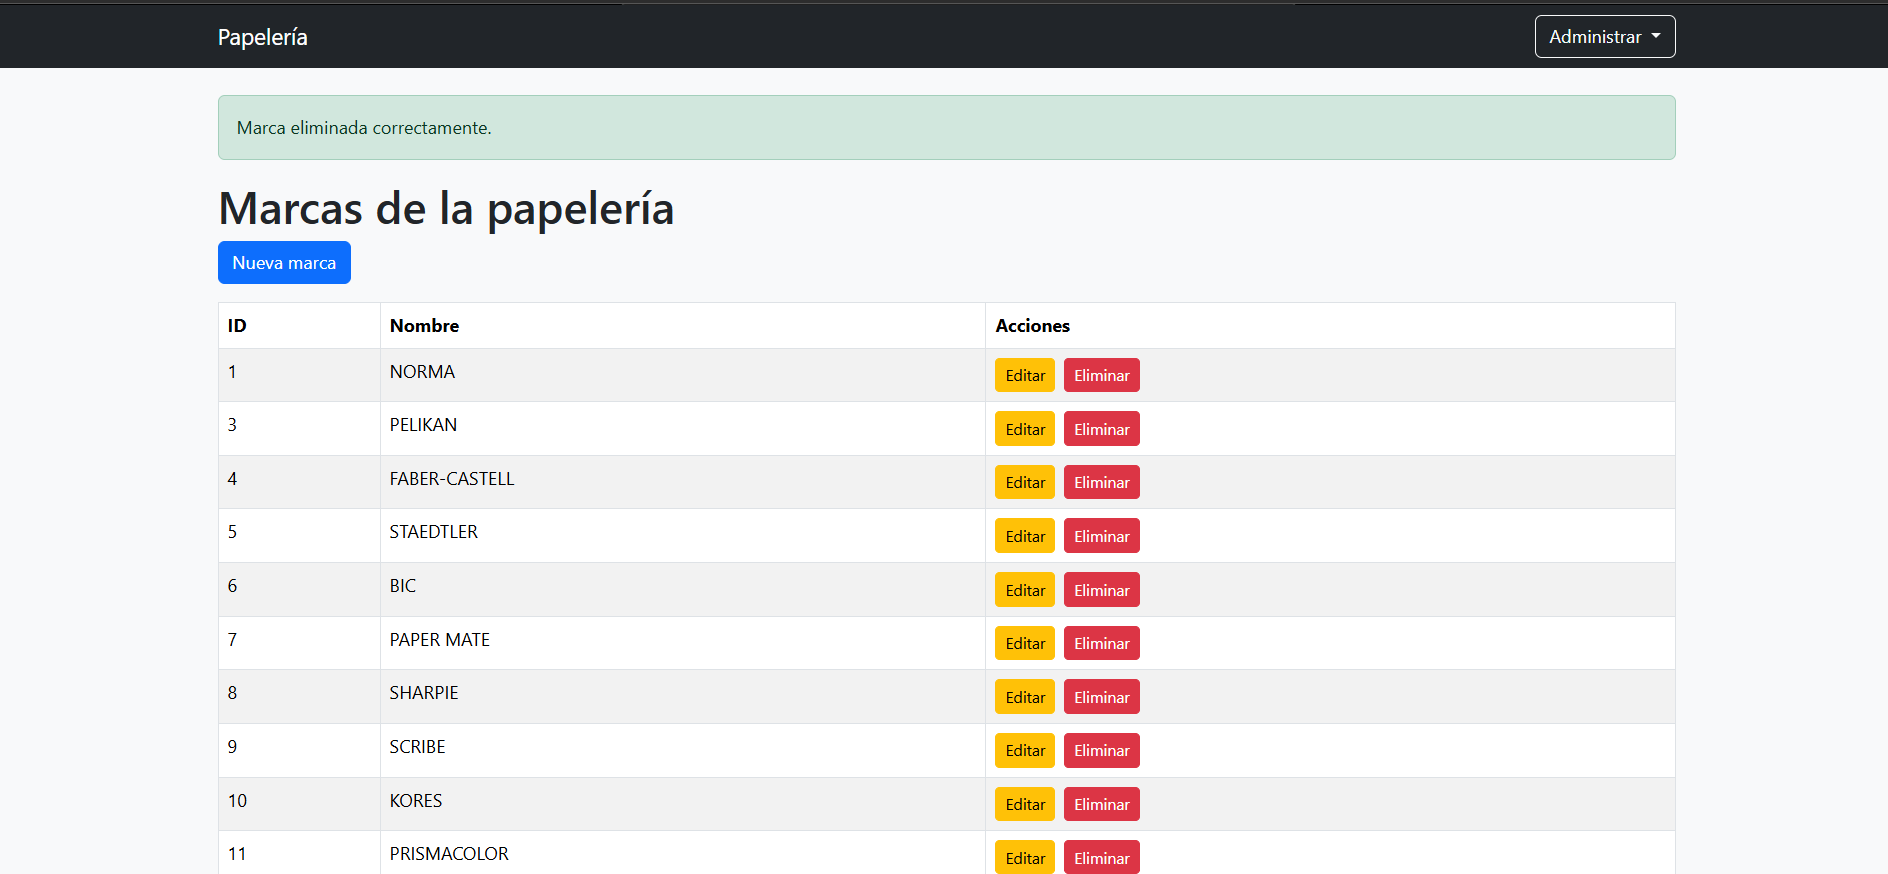 Papelería Administrar
Marca eliminada correctamente.
Marcas de la papelería
Nueva marca
ID Nombre Acciones
1 NORMA Editar Eliminar
3 PELIKAN Editar Eliminar
4 FABER-CASTELL Editar Eliminar
5 STAEDTLER Editar Eliminar
6 BIC Editar Eliminar
7 PAPER MATE Editar Eliminar
8 SHARPIE Editar Eliminar
9 SCRIBE Editar Eliminar
10 KORES Editar Eliminar
11 PRISMACOLOR Editar Eliminar